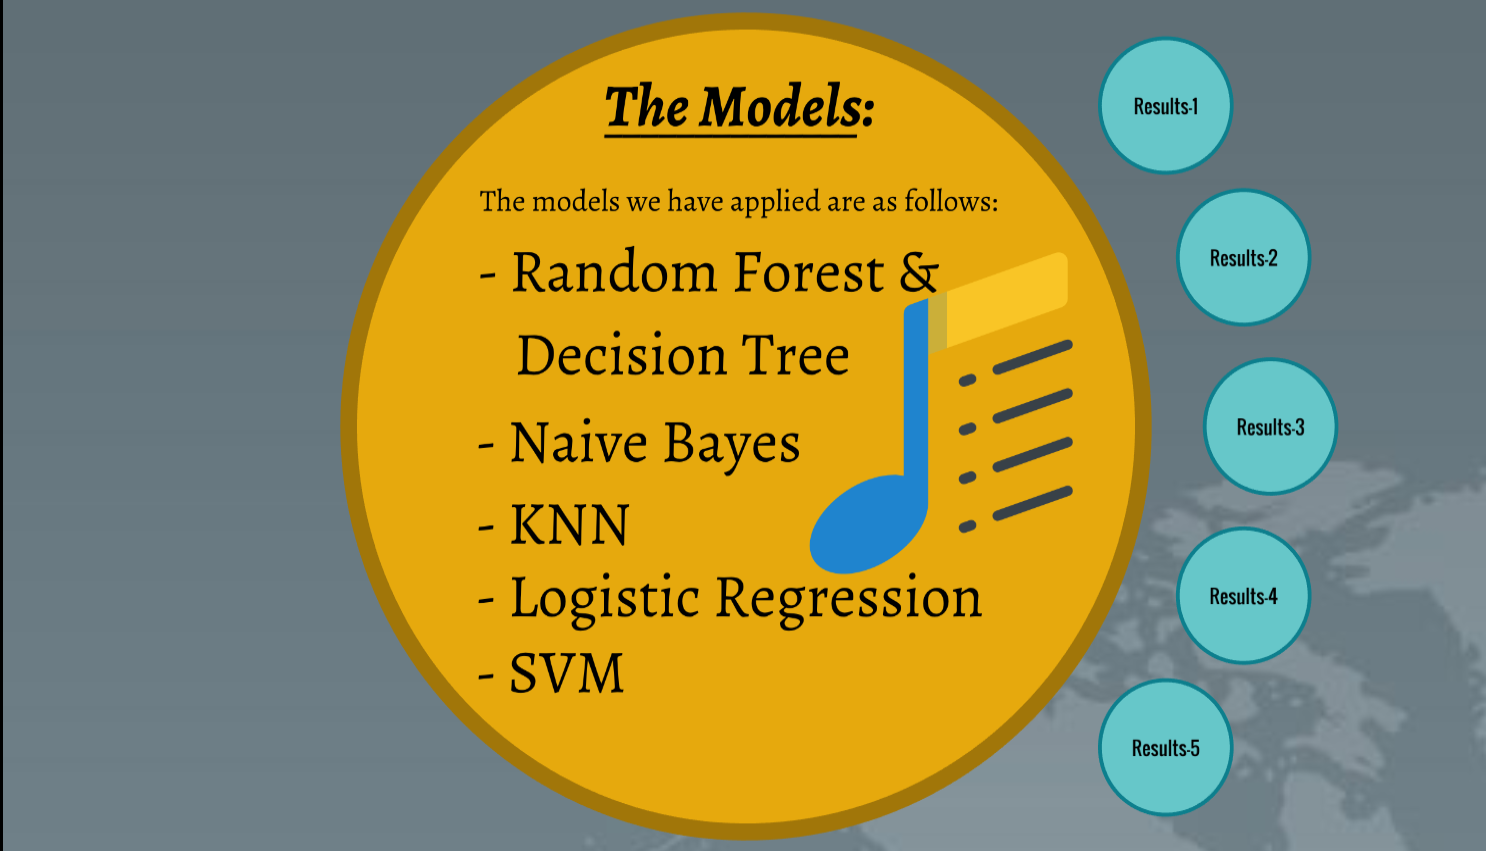 The Models:
The models we have applied are as follows:
- Random Forest &
Decision Tree
- Naive Bayes
- KNN
- Logistic Regression
- SVM
Results-1
Results-2
Results-3
Results-4
Results-5